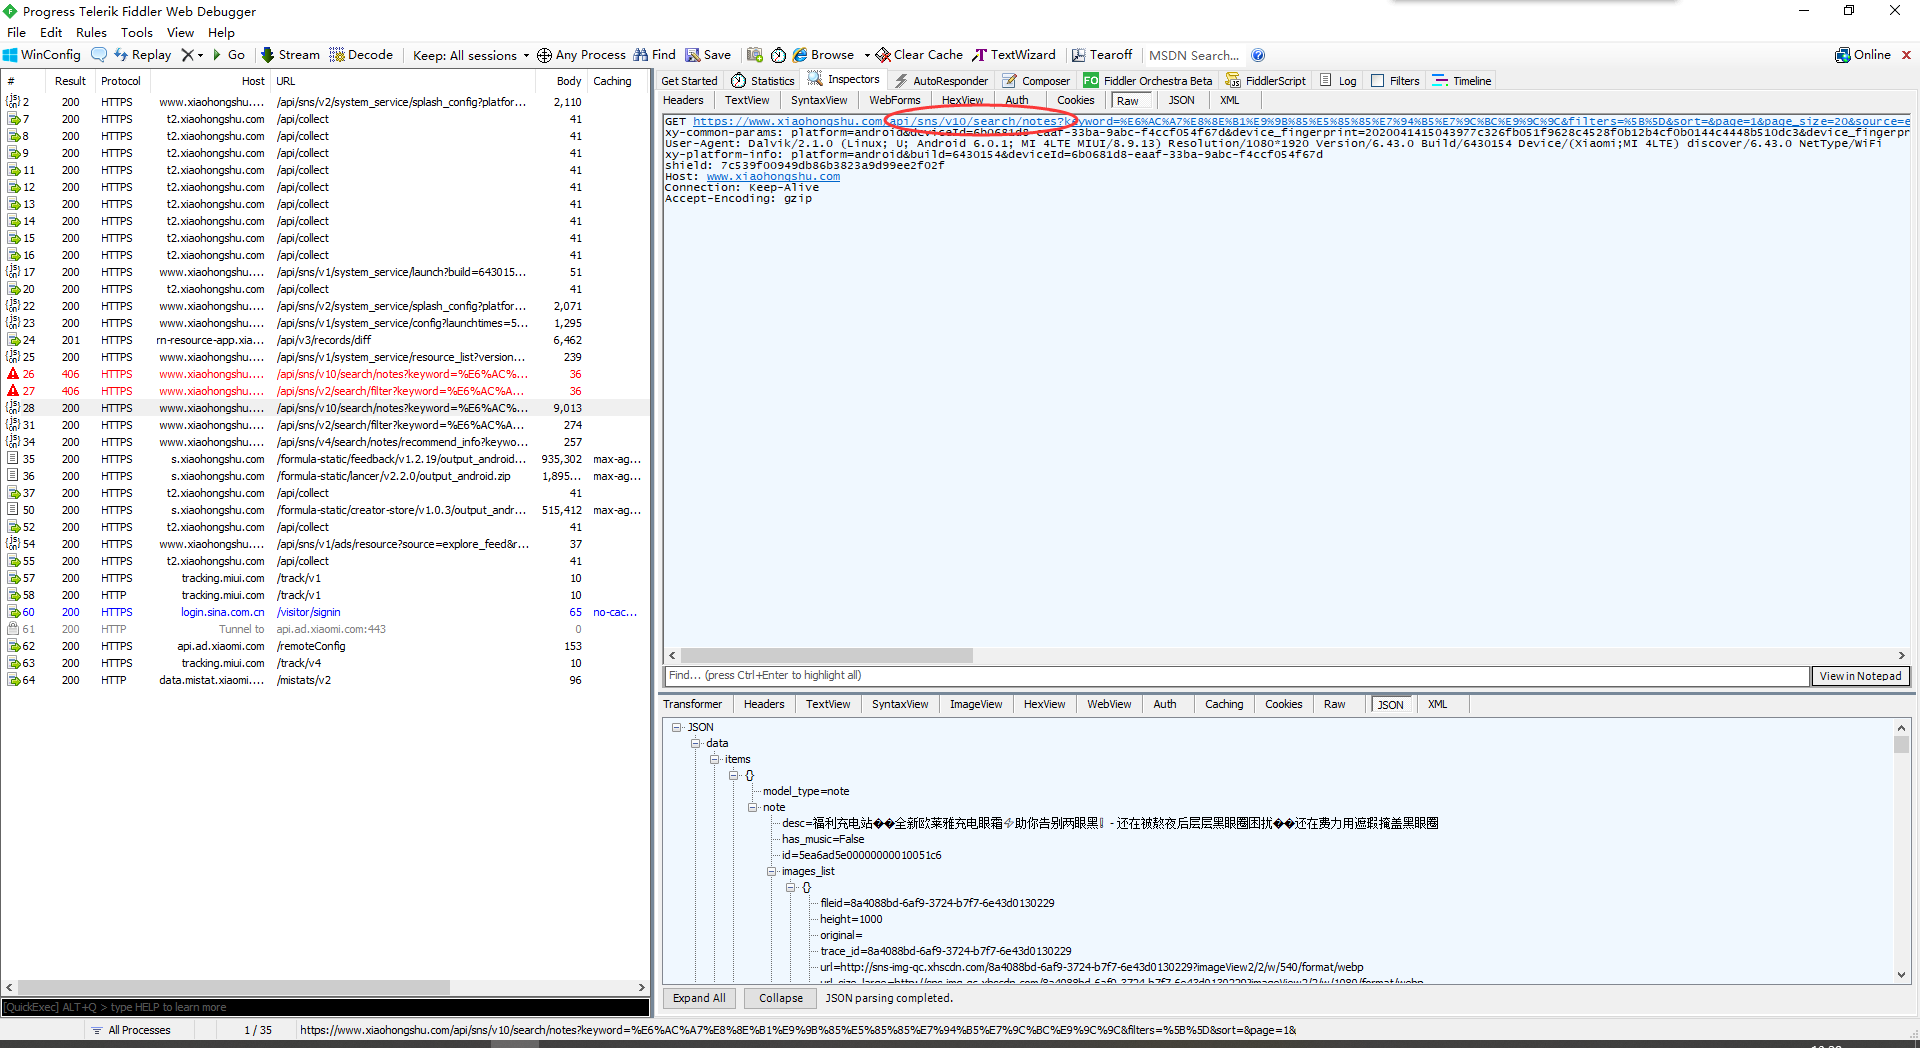 Progress Telerik Fiddler Web Debugger
File Edit Rules Tools View Help
WinConfig Replay Go Stream Decode Keep: All sessions Any Process Find Save Browse Clear Cache TextWizard Tearoff MSDN Search... Online
# Result Protocol Host URL Body Caching
2 200 HTTPS www.xiaohongshu.... /api/sns/v2/system_service/splash_config?platfor... 2,110
7 200 HTTPS t2.xiaohongshu.com /api/collect 41
8 200 HTTPS t2.xiaohongshu.com /api/collect 41
9 200 HTTPS t2.xiaohongshu.com /api/collect 41
11 200 HTTPS t2.xiaohongshu.com /api/collect 41
12 200 HTTPS t2.xiaohongshu.com /api/collect 41
13 200 HTTPS t2.xiaohongshu.com /api/collect 41
14 200 HTTPS t2.xiaohongshu.com /api/collect 41
15 200 HTTPS t2.xiaohongshu.com /api/collect 41
16 200 HTTPS t2.xiaohongshu.com /api/collect 41
17 200 HTTPS www.xiaohongshu.... /api/sns/v1/system_service/launch?build=643015... 51
20 200 HTTPS t2.xiaohongshu.com /api/collect 41
22 200 HTTPS www.xiaohongshu.... /api/sns/v2/system_service/splash_config?platfor... 2,071
23 200 HTTPS www.xiaohongshu.... /api/sns/v1/system_service/config?launchtimes=5... 1,295
24 201 HTTPS rn-resource-app.xia... /api/v3/records/diff 6,462
25 200 HTTPS www.xiaohongshu.... /api/sns/v1/system_service/resource_list?version... 239
26 406 HTTPS www.xiaohongshu.... /api/sns/v10/search/notes?keyword=%E6%AC%... 36
27 406 HTTPS www.xiaohongshu.... /api/sns/v2/search/filter?keyword=%E6%AC%A... 36
28 200 HTTPS www.xiaohongshu.... /api/sns/v10/search/notes?keyword=%E6%AC%... 9,013
31 200 HTTPS www.xiaohongshu.... /api/sns/v2/search/filter?keyword=%E6%AC%A... 274
34 200 HTTPS www.xiaohongshu.... /api/sns/v4/search/notes/recommend_info?keywo... 257
35 200 HTTPS s.xiaohongshu.com /formula-static/feedback/v1.2.19/output_android... 935,302 max-ag...
36 200 HTTPS s.xiaohongshu.com /formula-static/lancer/v2.2.0/output_android.zip 1,895... max-ag...
37 200 HTTPS t2.xiaohongshu.com /api/collect 41
50 200 HTTPS s.xiaohongshu.com /formula-static/creator-store/v1.0.3/output_andr... 515,412 max-ag...
52 200 HTTPS t2.xiaohongshu.com /api/collect 41
54 200 HTTPS www.xiaohongshu.... /api/sns/v1/ads/resource?source=explore_feed&r... 37
55 200 HTTPS t2.xiaohongshu.com /api/collect 41
57 200 HTTPS tracking.miui.com /track/v1 10
58 200 HTTP tracking.miui.com /track/v1 10
60 200 HTTPS login.sina.com.cn /visitor/signin 65 no-cac...
61 200 HTTP Tunnel to api.ad.xiaomi.com:443 0
62 200 HTTPS api.ad.xiaomi.com /remoteConfig 153
63 200 HTTPS tracking.miui.com /track/v4 10
64 200 HTTP data.mistat.xiaomi.... /mistats/v2 96
[QuickExec] ALT+Q > type HELP to learn more
Get Started Statistics Inspectors AutoResponder Composer FO Fiddler Orchestra Beta FiddlerScript Log Filters Timeline
Headers TextView SyntaxView WebForms HexView Auth Cookies Raw JSON XML
GET https://www.xiaohongshu.com/api/sns/v10/search/notes?keyword=%E6%AC%A7%E8%8E%B1%E9%9B%85%E5%85%85%E7%94%B5%E7%9C%BC%E9%9C%9C&filters=%5B%5D&sort=&page=1&page_size=20&source=e
xy-common-params: platform=android&deviceId=6b0681d8-eaaf-33ba-9abc-f4ccf054f67d&device_fingerprint=2020041415043977c326fb051f9628c4528f0b12b4cf0b0144c4448b510dc3&device_fingerpr
User-Agent: Dalvik/2.1.0 (Linux; U; Android 6.0.1; MI 4LTE MIUI/8.9.13) Resolution/1080*1920 Version/6.43.0 Build/6430154 Device/(Xiaomi;MI 4LTE) discover/6.43.0 NetType/WiFi
xy-platform-info: platform=android&build=6430154&deviceId=6b0681d8-eaaf-33ba-9abc-f4ccf054f67d
shield: 7c539f00949db86b3823a9d99ee2f02f
Host: www.xiaohongshu.com
Connection: Keep-Alive
Accept-Encoding: gzip
Find... (press Ctrl+Enter to highlight all) View in Notepad
Transformer Headers TextView SyntaxView ImageView HexView WebView Auth Caching Cookies Raw JSON XML
JSON
data
items
{}
model_type=note
note
desc=福利充电站��全新欧莱雅充电眼霜⚡助你告别两眼黑 - 还在被熬夜后层层黑眼圈困扰��还在费力用遮瑕掩盖黑眼圈
has_music=False
id=5ea6ad5e00000000010051c6
images_list
{}
fileid=8a4088bd-6af9-3724-b7f7-6e43d0130229
height=1000
original=
trace_id=8a4088bd-6af9-3724-b7f7-6e43d0130229
url=http://sns-img-qc.xhscdn.com/8a4088bd-6af9-3724-b7f7-6e43d0130229?imageView2/2/w/540/format/webp
url_size_large=http://sns-img-qc.xhscdn.com/8a4088bd-6af9-3724-b7f7-6e43d0130229?imageView2/2/w/1080/format/webp
Expand All Collapse JSON parsing completed.
All Processes 1 / 35 https://www.xiaohongshu.com/api/sns/v10/search/notes?keyword=%E6%AC%A7%E8%8E%B1%E9%9B%85%E5%85%85%E7%94%B5%E7%9C%BC%E9%9C%9C&filters=%5B%5D&sort=&page=1&